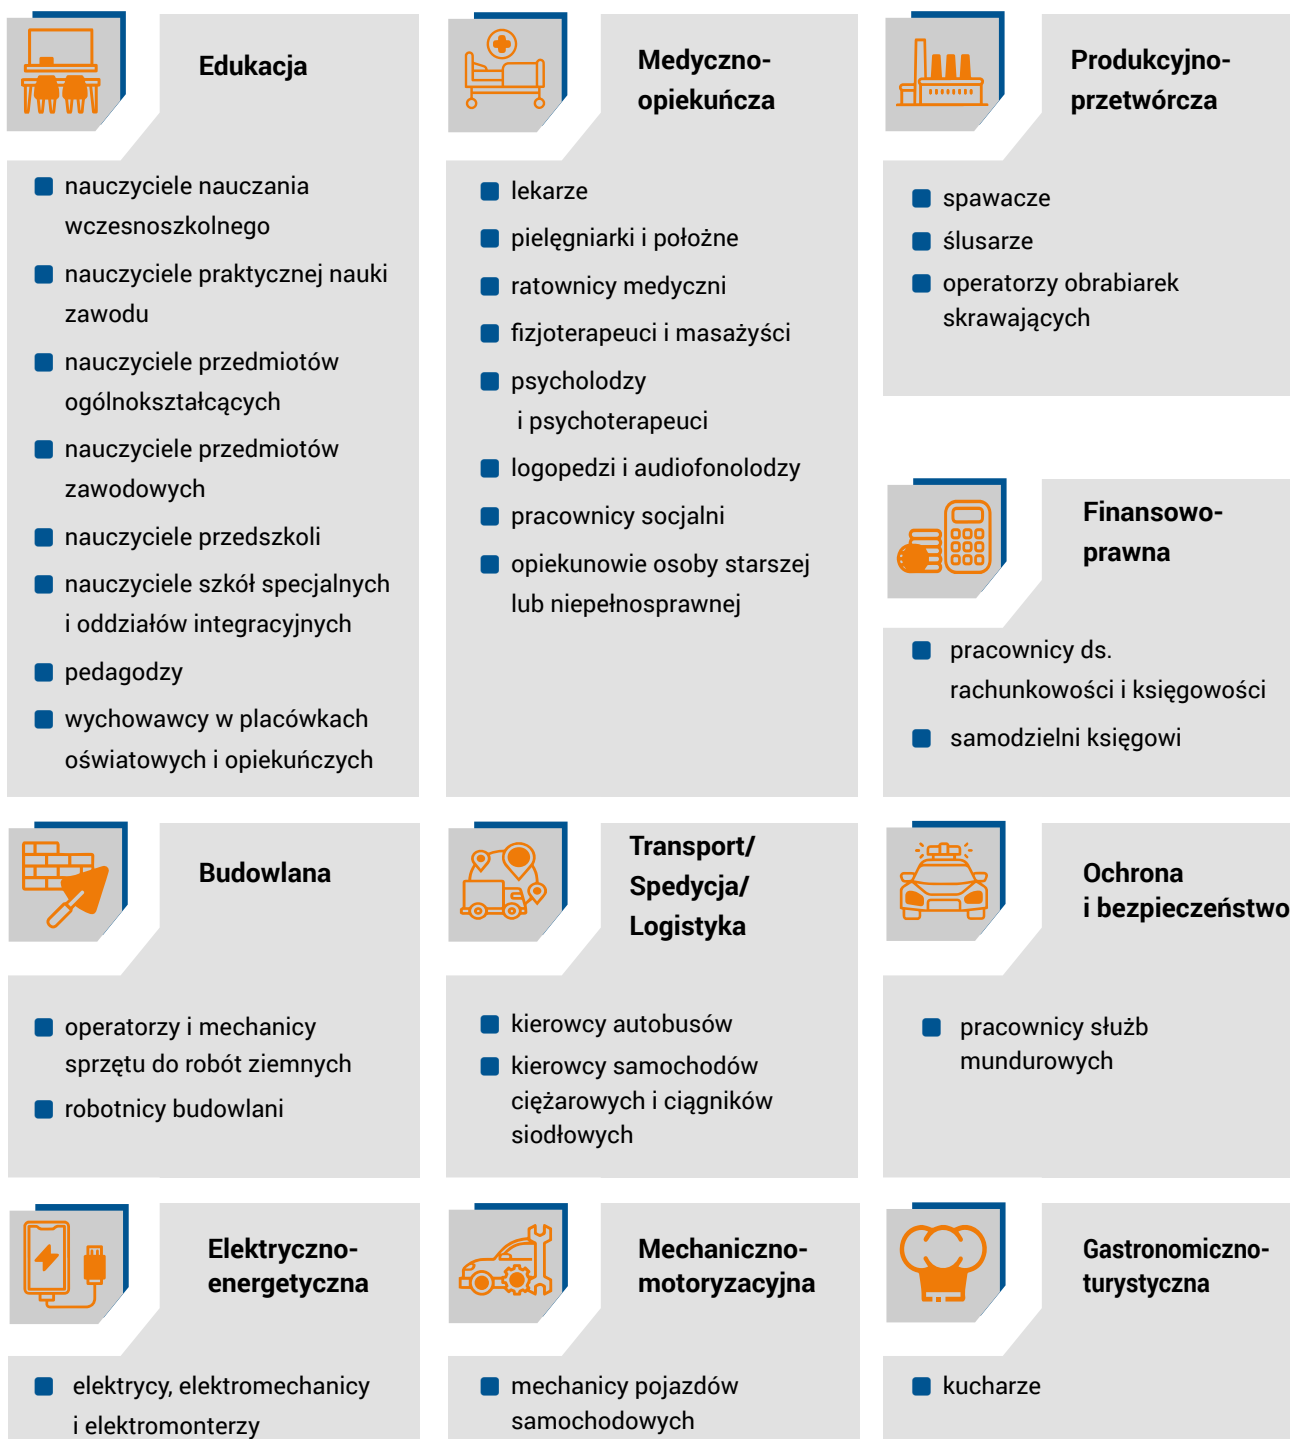 Edukacja
nauczyciele nauczania
wczesnoszkolnego
nauczyciele praktycznej nauki
zawodu
nauczyciele przedmiotów
ogólnokształcących
nauczyciele przedmiotów
zawodowych
nauczyciele przedszkoli
nauczyciele szkół specjalnych
i oddziałów integracyjnych
pedagodzy
wychowawcy w placówkach
oświatowych i opiekuńczych
Medyczno-
opiekuńcza
lekarze
pielęgniarki i położne
ratownicy medyczni
fizjoterapeuci i masażyści
psycholodzy
i psychoterapeuci
logopedzi i audiofonolodzy
pracownicy socjalni
opiekunowie osoby starszej
lub niepełnosprawnej
Produkcyjno-
przetwórcza
spawacze
ślusarze
operatorzy obrabiarek
skrawających
Finansowo-
prawna
pracownicy ds.
rachunkowości i księgowości
samodzielni księgowi
Budowlana
operatorzy i mechanicy
sprzętu do robót ziemnych
robotnicy budowlani
Transport/
Spedycja/
Logistyka
kierowcy autobusów
kierowcy samochodów
ciężarowych i ciągników
siodłowych
Ochrona
i bezpieczeństwo
pracownicy służb
mundurowych
Elektryczno-
energetyczna
elektrycy, elektromechanicy
i elektromonterzy
Mechaniczno-
motoryzacyjna
mechanicy pojazdów
samochodowych
Gastronomiczno-
turystyczna
kucharze